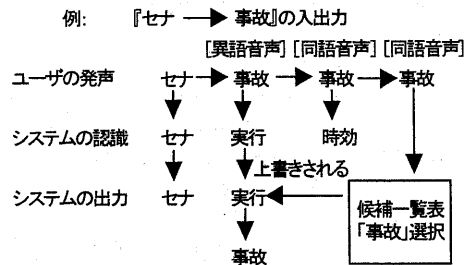 例: 『セナ → 事故』の入出力
[異語音声] [同語音声] [同語音声]
ユーザの発声 セナ → 事故 → 事故 → 事故
システムの認識 セナ 実行 時効
上書きされる
システムの出力 セナ 実行
候補一覧表
「事故」選択
事故